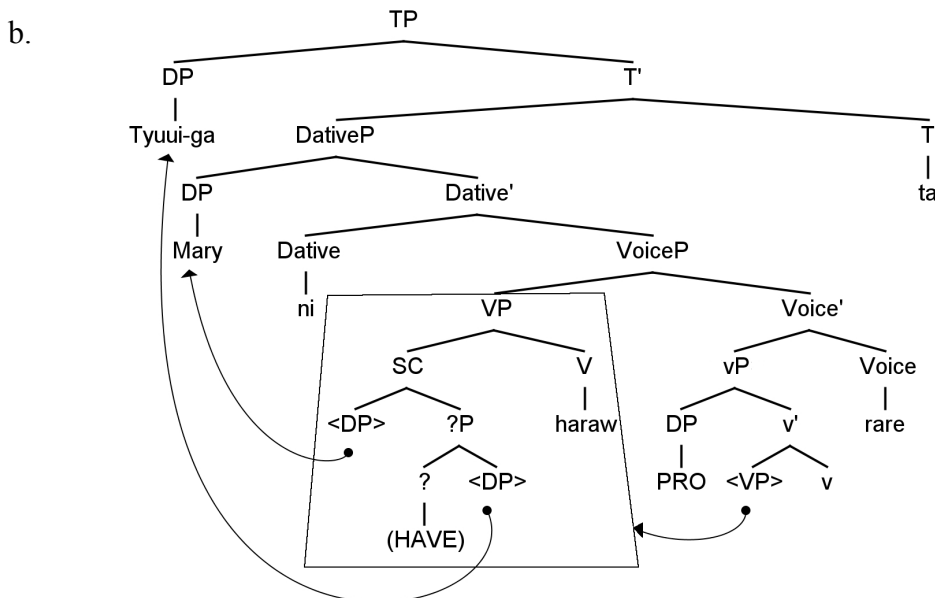 b.
TP
DP T'
Tyuui-ga DativeP T
DP Dative' ta
Mary Dative VoiceP
ni VP Voice'
SC V vP Voice
<DP> ?P haraw DP v' rare
? <DP> PRO <VP> v
(HAVE)